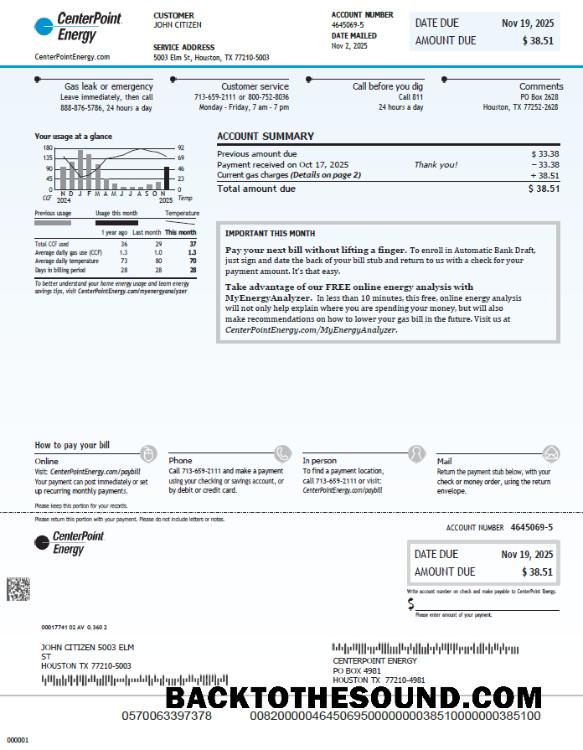 CenterPoint
Energy
CenterPointEnergy.com
CUSTOMER
JOHN CITIZEN
SERVICE ADDRESS
5003 Elm St, Houston, TX 77210-5003
ACCOUNT NUMBER
4645069-5
DATE MAILED
Nov 2, 2025
DATE DUE Nov 19, 2025
AMOUNT DUE $ 38.51
Gas leak or emergency
Leave immediately, then call
888-876-5786, 24 hours a day
Customer service
713-659-2111 or 800-752-8036
Monday - Friday, 7 am - 7 pm
Call before you dig
Call 811
24 hours a day
Comments
PO Box 2628
Houston, TX 77252-2628
Your usage at a glance
180 92
135 69
90 46
45 23
0 0
CCF N D J F M A M J J A S O N Temp
2024 2025
Previous usage Usage this month Temperature
1 year ago Last month This month
Total CCF used 36 29 37
Average daily gas use (CCF) 1.3 1.0 1.3
Average daily temperature 73 80 70
Days in billing period 28 28 28
To better understand your home energy usage and learn energy
savings tips, visit CenterPointEnergy.com/myenergyanalyzer
ACCOUNT SUMMARY
Previous amount due $ 33.38
Payment received on Oct 17, 2025 Thank you! − 33.38
Current gas charges (Details on page 2) + 38.51
Total amount due $ 38.51
IMPORTANT THIS MONTH
Pay your next bill without lifting a finger. To enroll in Automatic Bank Draft,
just sign and date the back of your bill stub and return to us with a check for your
payment amount. It's that easy.
Take advantage of our FREE online energy analysis with
MyEnergyAnalyzer. In less than 10 minutes, this free, online energy analysis
will not only help explain where you are spending your money, but will also
make recommendations on how to lower your gas bill in the future. Visit us at
CenterPointEnergy.com/MyEnergyAnalyzer.
How to pay your bill
Online
Visit: CenterPointEnergy.com/paybill
Your payment can post immediately or set
up recurring monthly payments.
Phone
Call 713-659-2111 and make a payment
using your checking or savings account, or
by debit or credit card.
In person
To find a payment location,
call 713-659-2111 or visit:
CenterPointEnergy.com/paybill
Mail
Return the payment stub below, with your
check or money order, using the return
envelope.
Please keep this portion for your records.
Please return this portion with your payment. Please do not include letters or notes.
CenterPoint
Energy
ACCOUNT NUMBER 4645069-5
DATE DUE Nov 19, 2025
AMOUNT DUE $ 38.51
Write account number on check and make payable to CenterPoint Energy.
$
Please enter amount of your payment.
00017741 02 AV 0.360 2
JOHN CITIZEN 5003 ELM
ST
HOUSTON TX 77210-5003
CENTERPOINT ENERGY
PO BOX 4981
HOUSTON TX 77210-4981
BACKTOTHESOUND.COM
0570063397378 008200000464506950000000038510000000385100
000001